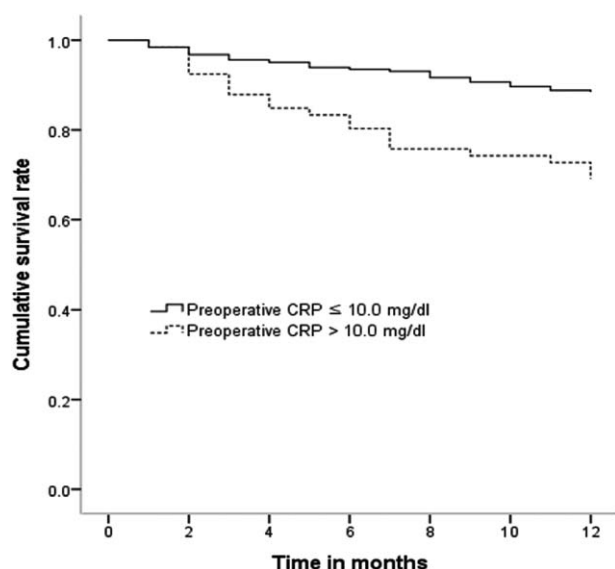 1.0
0.8
0.6
0.4
0.2
0.0
Cumulative survival rate
Preoperative CRP ≤ 10.0 mg/dl
Preoperative CRP > 10.0 mg/dl
0 2 4 6 8 10 12
Time in months